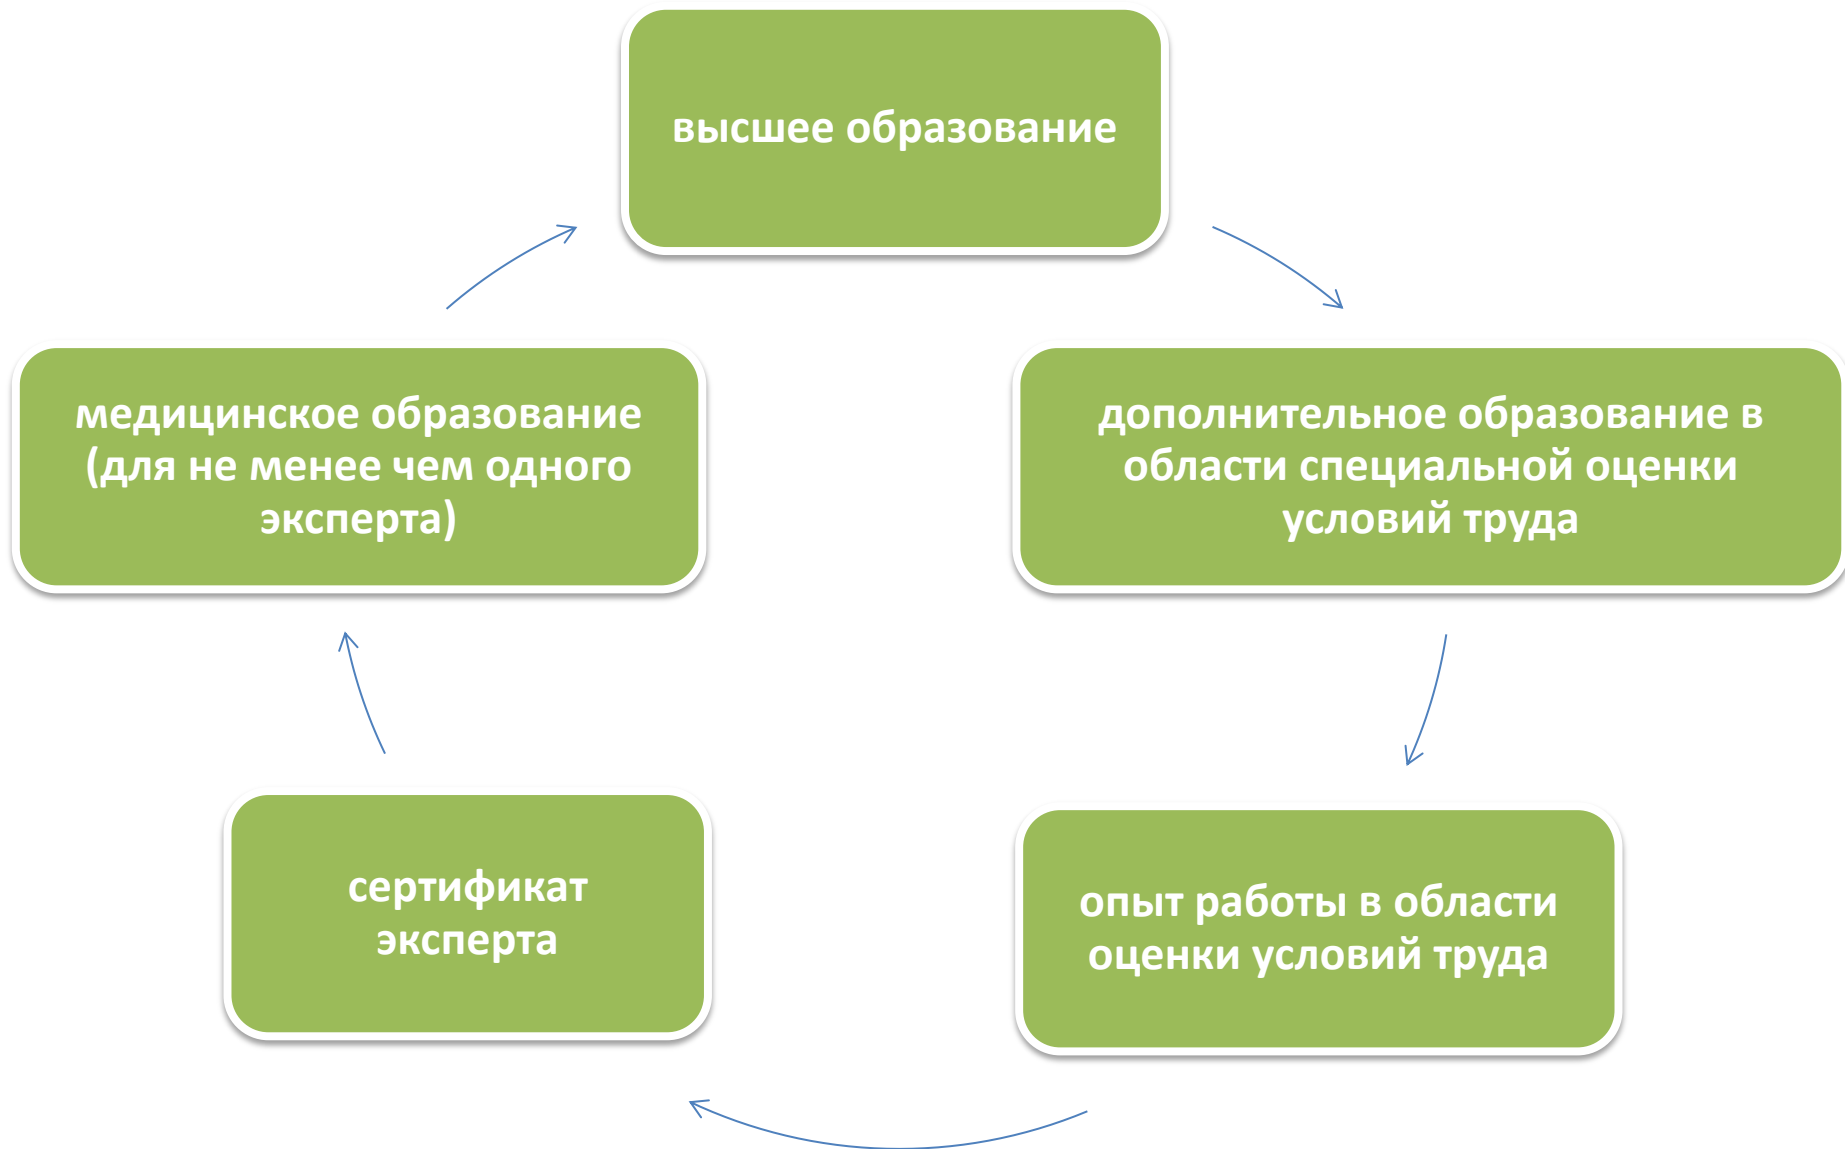 высшее образование
дополнительное образование в
области специальной оценки
условий труда
опыт работы в области
оценки условий труда
сертификат
эксперта
медицинское образование
(для не менее чем одного
эксперта)